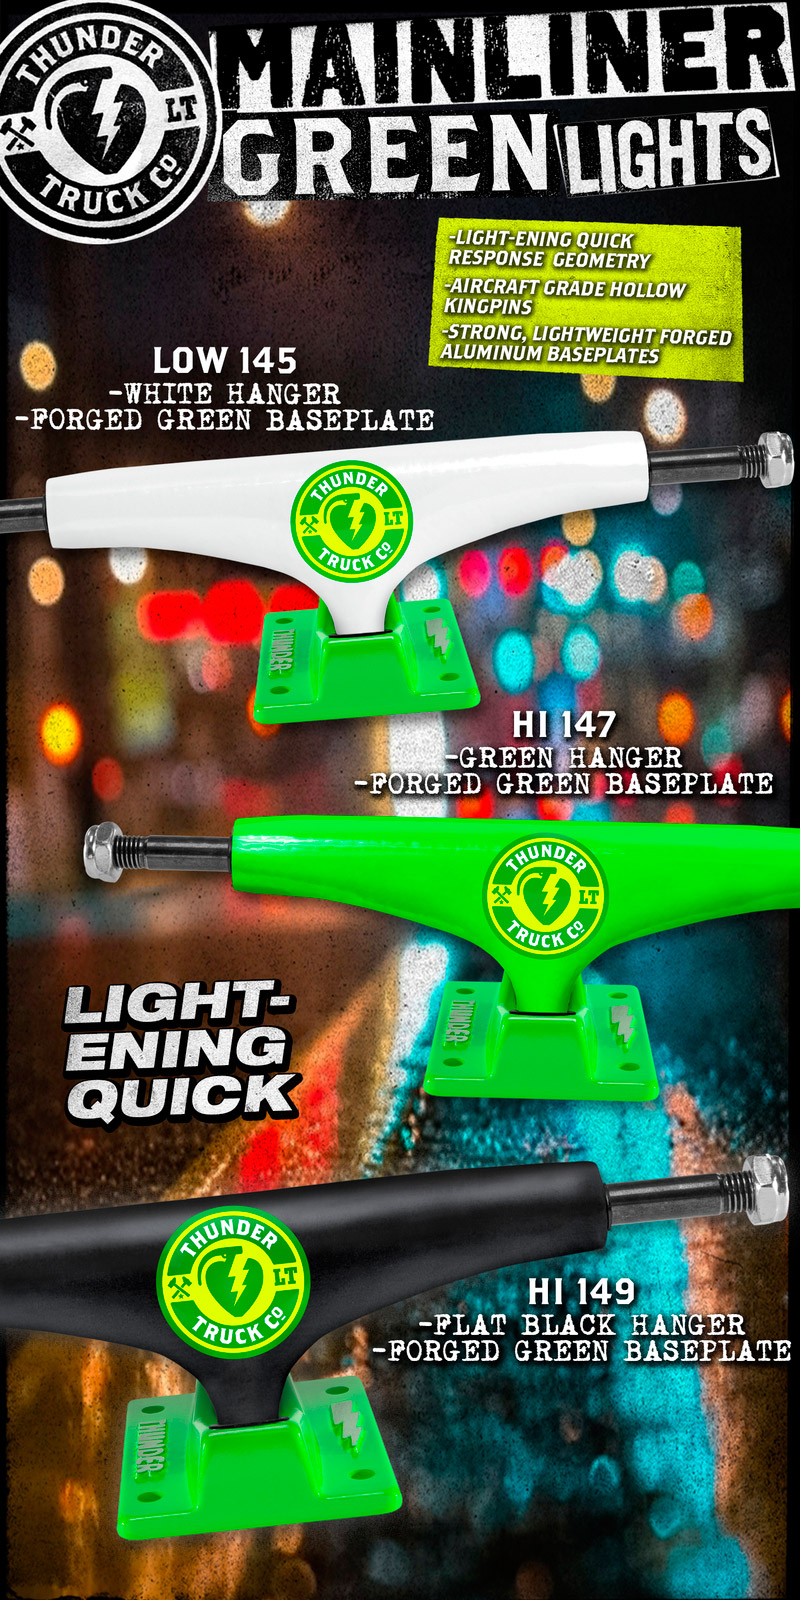 THUNDER
LT
TRUCK Cº
MAINLINER
GREEN LIGHTS
-LIGHT-ENING QUICK
RESPONSE GEOMETRY
-AIRCRAFT GRADE HOLLOW
KINGPINS
-STRONG, LIGHTWEIGHT FORGED
ALUMINUM BASEPLATES
LOW 145
-WHITE HANGER
-FORGED GREEN BASEPLATE
THUNDER
LT
TRUCK Cº
THUNDER
HI 147
-GREEN HANGER
-FORGED GREEN BASEPLATE
THUNDER
LT
TRUCK Cº
THUNDER
LIGHT-
ENING
QUICK
THUNDER
LT
TRUCK Cº
HI 149
-FLAT BLACK HANGER
-FORGED GREEN BASEPLATE
THUNDER